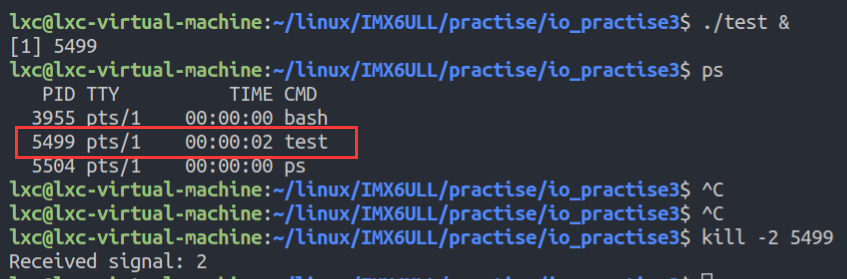 lxc@lxc-virtual-machine:~/linux/IMX6ULL/practise/io_practise3$ ./test &
[1] 5499
lxc@lxc-virtual-machine:~/linux/IMX6ULL/practise/io_practise3$ ps
    PID TTY          TIME CMD
   3955 pts/1    00:00:00 bash
   5499 pts/1    00:00:02 test
   5504 pts/1    00:00:00 ps
lxc@lxc-virtual-machine:~/linux/IMX6ULL/practise/io_practise3$ ^C
lxc@lxc-virtual-machine:~/linux/IMX6ULL/practise/io_practise3$ ^C
lxc@lxc-virtual-machine:~/linux/IMX6ULL/practise/io_practise3$ kill -2 5499
Received signal: 2